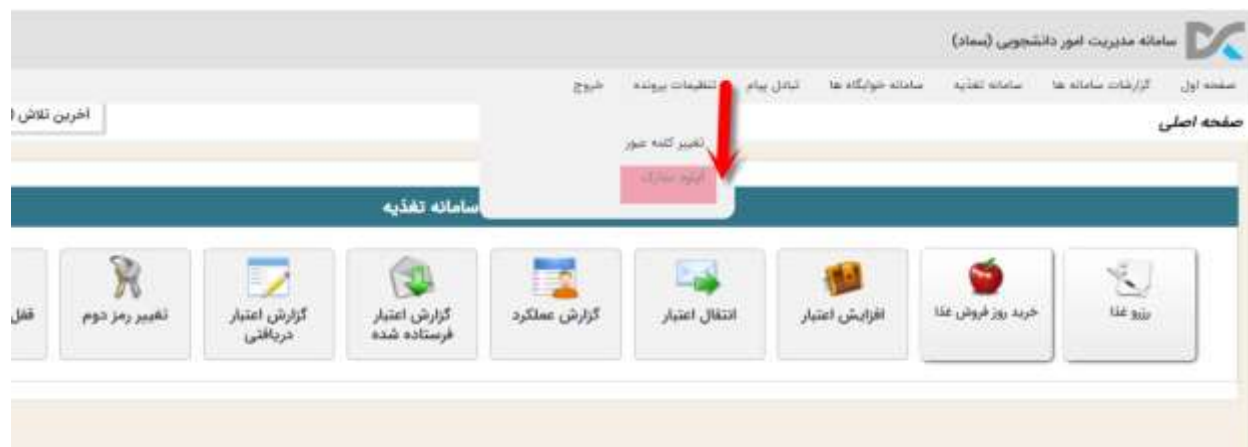 سامانه مدیریت امور دانشجویی (سماد)
صفحه اول گزارشات سامانه ها سامانه تغذیه سامانه خوابگاه ها تبادل پیام تنظیمات پرونده خروج
صفحه اصلی
آخرین تلاش
تغییر کلمه عبور
آپلود مدارک
سامانه تغذیه
رزرو غذا
خرید روز فروش غذا
افزایش اعتبار
انتقال اعتبار
گزارش عملکرد
گزارش اعتبار
فرستاده شده
گزارش اعتبار
دریافتی
تغییر رمز دوم
قفل